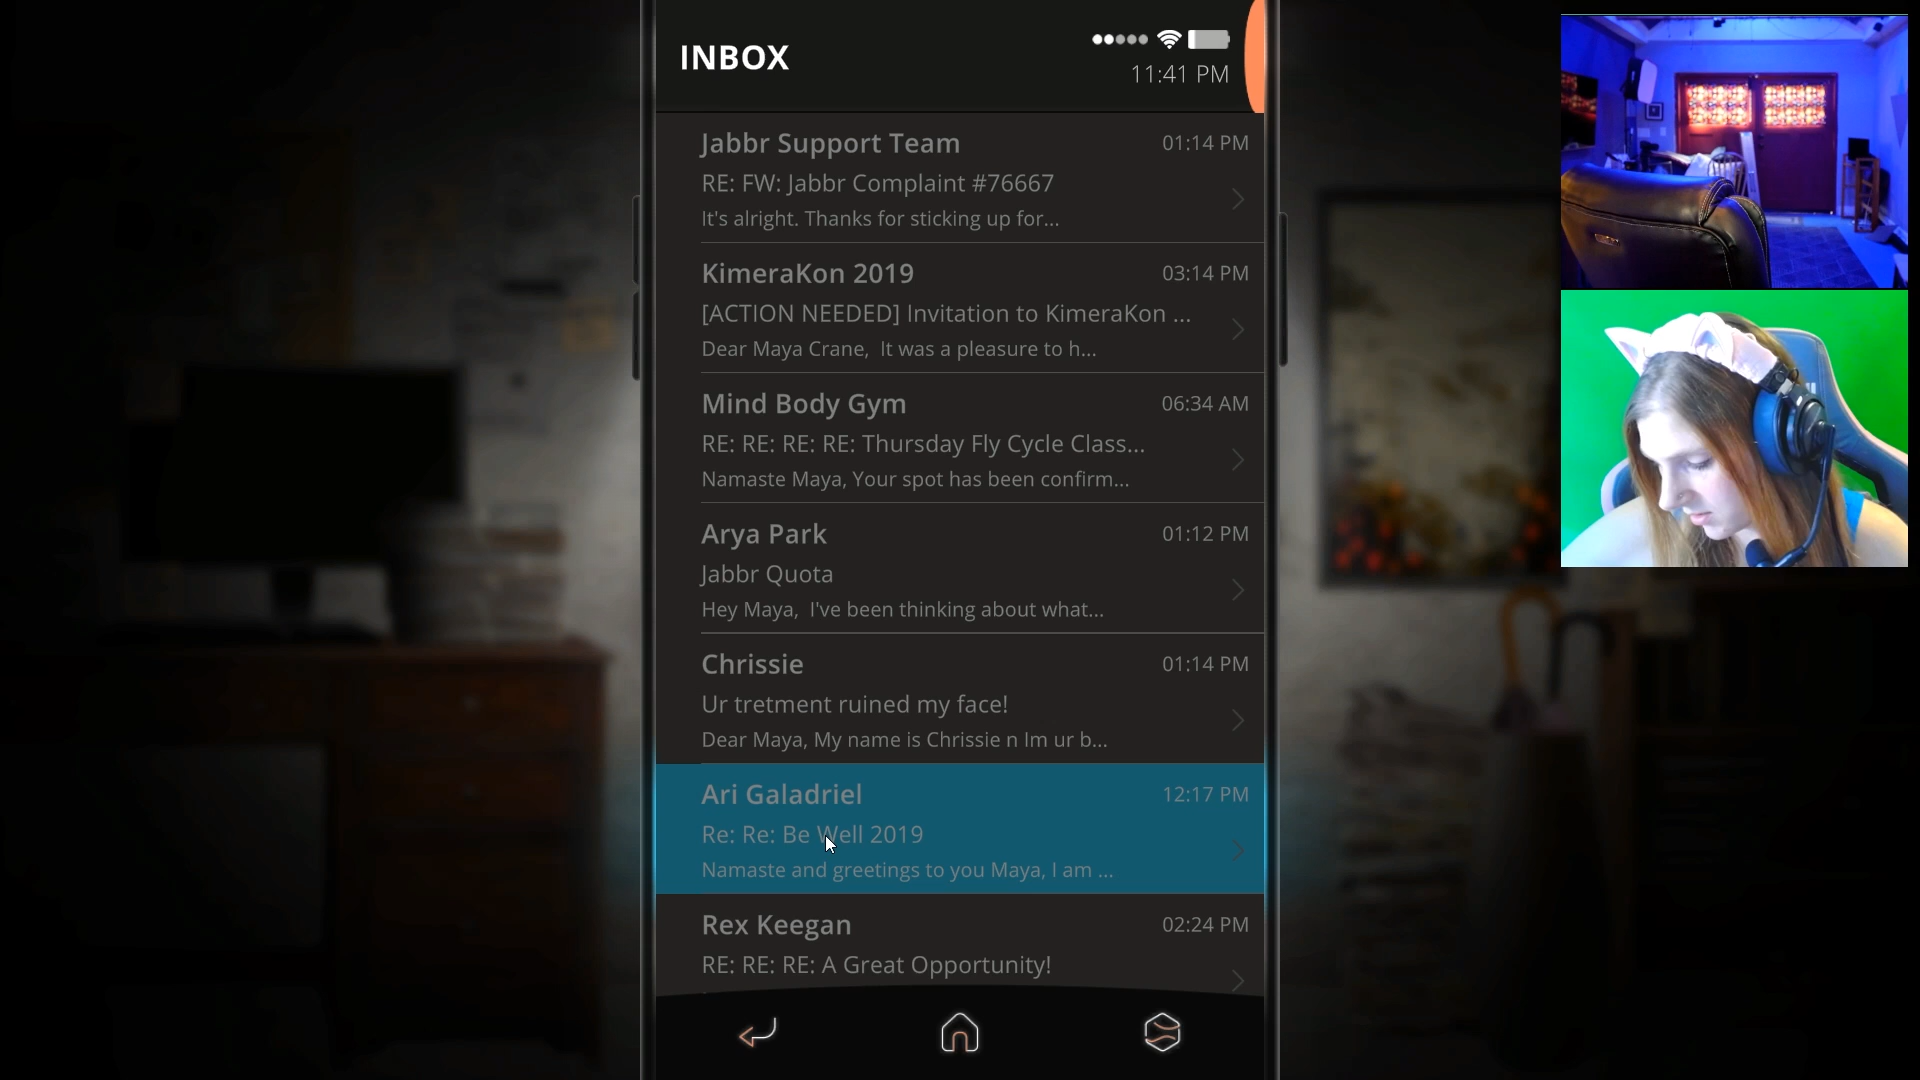 INBOX
11:41 PM
Jabbr Support Team 01:14 PM
RE: FW: Jabbr Complaint #76667
It's alright. Thanks for sticking up for...
KimeraKon 2019 03:14 PM
[ACTION NEEDED] Invitation to KimeraKon ...
Dear Maya Crane, It was a pleasure to h...
Mind Body Gym 06:34 AM
RE: RE: RE: RE: Thursday Fly Cycle Class...
Namaste Maya, Your spot has been confirm...
Arya Park 01:12 PM
Jabbr Quota
Hey Maya, I've been thinking about what...
Chrissie 01:14 PM
Ur tretment ruined my face!
Dear Maya, My name is Chrissie n Im ur b...
Ari Galadriel 12:17 PM
Re: Re: Be Well 2019
Namaste and greetings to you Maya, I am ...
Rex Keegan 02:24 PM
RE: RE: RE: A Great Opportunity!